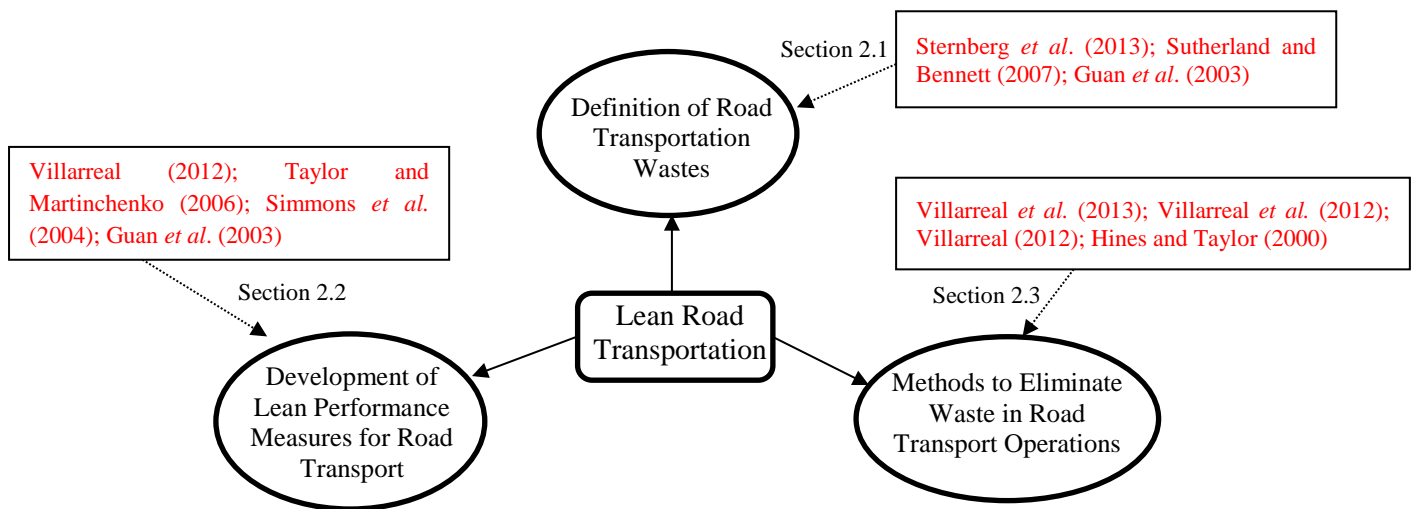 Section 2.1
Sternberg et al. (2013); Sutherland and
Bennett (2007); Guan et al. (2003)
Definition of Road
Transportation
Wastes
Villarreal (2012); Taylor and
Martinchenko (2006); Simmons et al.
(2004); Guan et al. (2003)
Villarreal et al. (2013); Villarreal et al. (2012);
Villarreal (2012); Hines and Taylor (2000)
Section 2.2
Section 2.3
Lean Road
Transportation
Development of
Lean Performance
Measures for Road
Transport
Methods to Eliminate
Waste in Road
Transport Operations